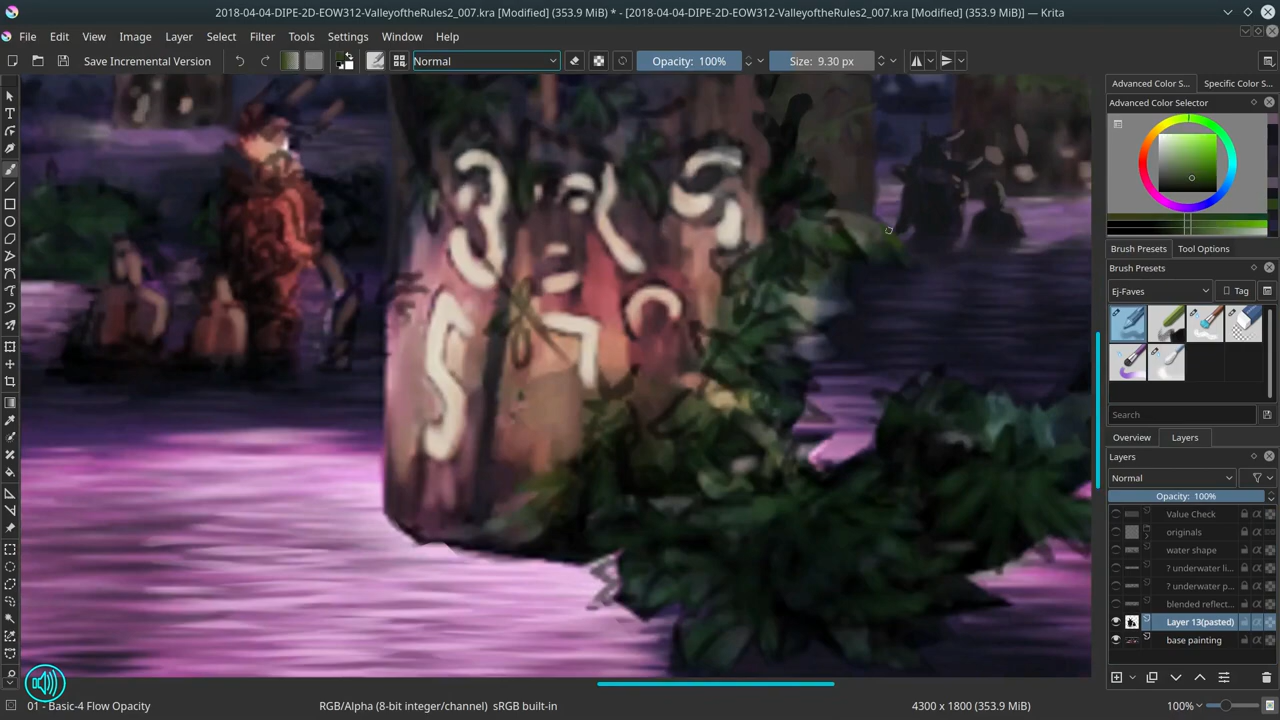 2018-04-04-DIPE-2D-EOW312-ValleyoftheRules2_007.kra [Modified] (353.9 MiB) * - [2018-04-04-DIPE-2D-EOW312-ValleyoftheRules2_007.kra [Modified] (353.9 MiB)] — Krita
File Edit View Image Layer Select Filter Tools Settings Window Help
Save Incremental Version Normal Opacity: 100% Size: 9.30 px
Advanced Color S... Specific Color S...
Advanced Color Selector
Brush Presets Tool Options
Brush Presets
Ej-Faves Tag
Search
Overview Layers
Layers
Normal
Opacity: 100%
Value Check
originals
water shape
? underwater li...
? underwater p...
blended reflect...
Layer 13(pasted)
base painting
01 - Basic-4 Flow Opacity RGB/Alpha (8-bit integer/channel) sRGB built-in 4300 x 1800 (353.9 MiB) 100%